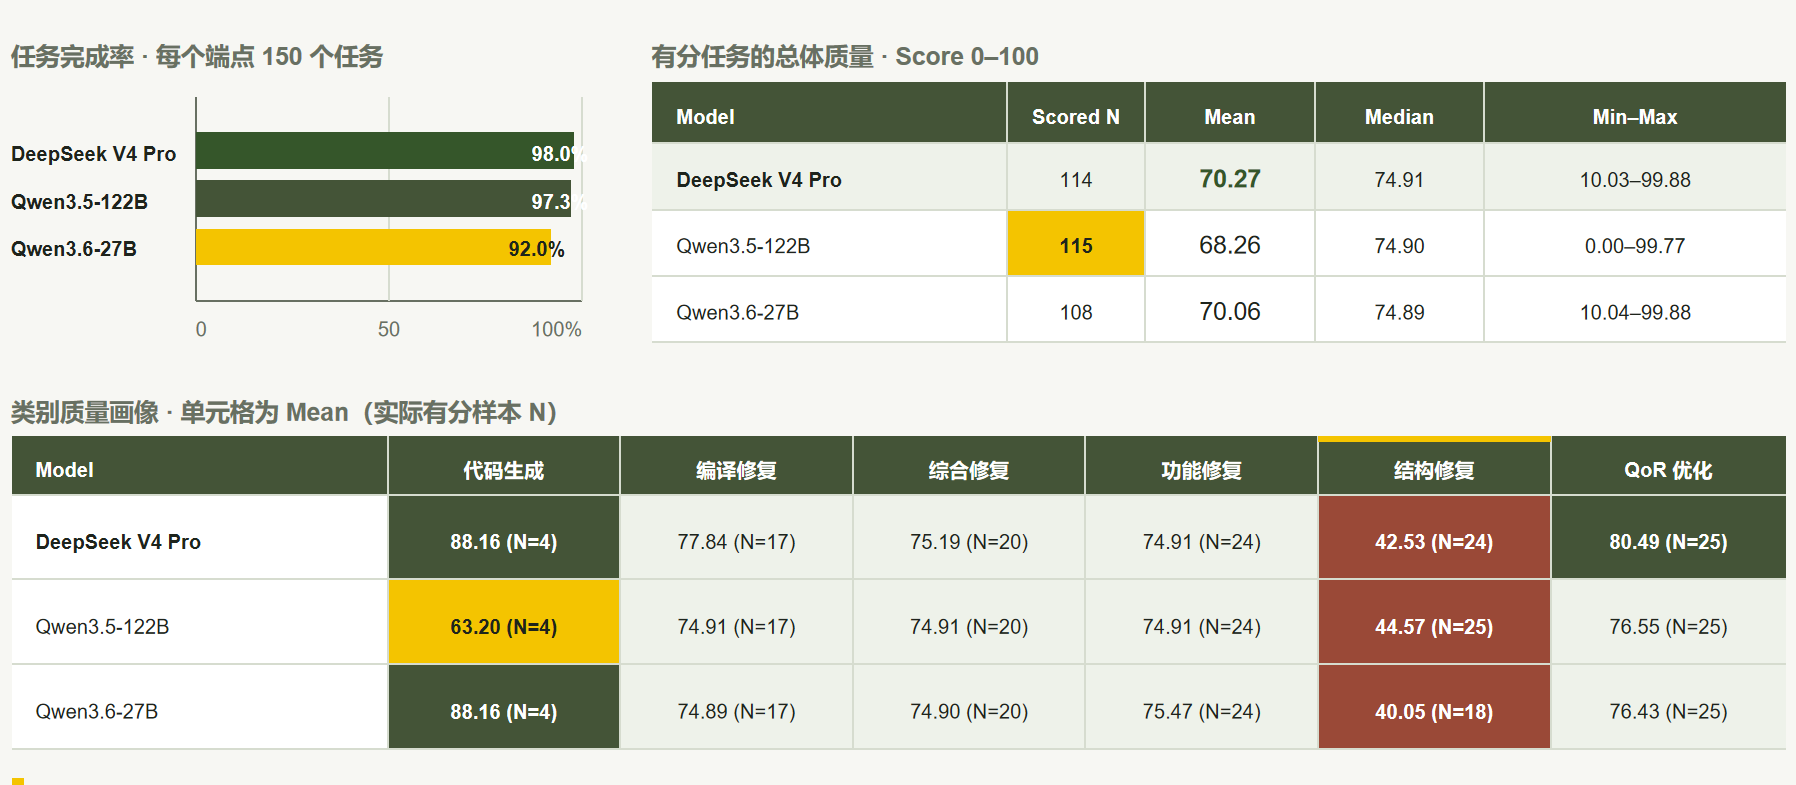 任务完成率 · 每个端点 150 个任务
DeepSeek V4 Pro 98.0%
Qwen3.5-122B 97.3%
Qwen3.6-27B 92.0%
0 50 100%
有分任务的总体质量 · Score 0–100
Model Scored N Mean Median Min–Max
DeepSeek V4 Pro 114 70.27 74.91 10.03–99.88
Qwen3.5-122B 115 68.26 74.90 0.00–99.77
Qwen3.6-27B 108 70.06 74.89 10.04–99.88
类别质量画像 · 单元格为 Mean（实际有分样本 N）
Model 代码生成 编译修复 综合修复 功能修复 结构修复 QoR 优化
DeepSeek V4 Pro 88.16 (N=4) 77.84 (N=17) 75.19 (N=20) 74.91 (N=24) 42.53 (N=24) 80.49 (N=25)
Qwen3.5-122B 63.20 (N=4) 74.91 (N=17) 74.91 (N=20) 74.91 (N=24) 44.57 (N=25) 76.55 (N=25)
Qwen3.6-27B 88.16 (N=4) 74.89 (N=17) 74.90 (N=20) 75.47 (N=24) 40.05 (N=18) 76.43 (N=25)